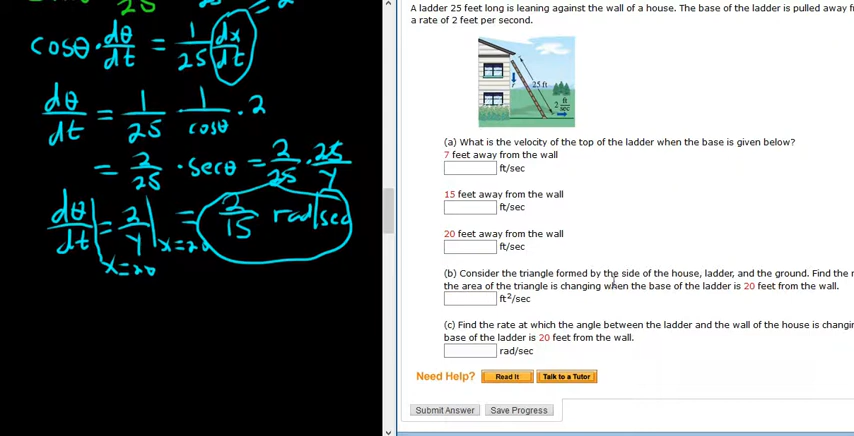 25
= 2
cosθ · dθ/dt = 1/25 dx/dt
dθ/dt = 1/25 · 1/cosθ · 2
= 2/25 · secθ = 2/25 · 25/y
dθ/dt | x=20 = 2/y | x=20 = 2/15 rad/sec
A ladder 25 feet long is leaning against the wall of a house. The base of the ladder is pulled away
a rate of 2 feet per second.
25 ft
r
2 ft/sec
(a) What is the velocity of the top of the ladder when the base is given below?
7 feet away from the wall
ft/sec
15 feet away from the wall
ft/sec
20 feet away from the wall
ft/sec
(b) Consider the triangle formed by the side of the house, ladder, and the ground. Find the
the area of the triangle is changing when the base of the ladder is 20 feet from the wall.
ft²/sec
(c) Find the rate at which the angle between the ladder and the wall of the house is
base of the ladder is 20 feet from the wall.
rad/sec
Need Help? Read It Talk to a Tutor
Submit Answer Save Progress